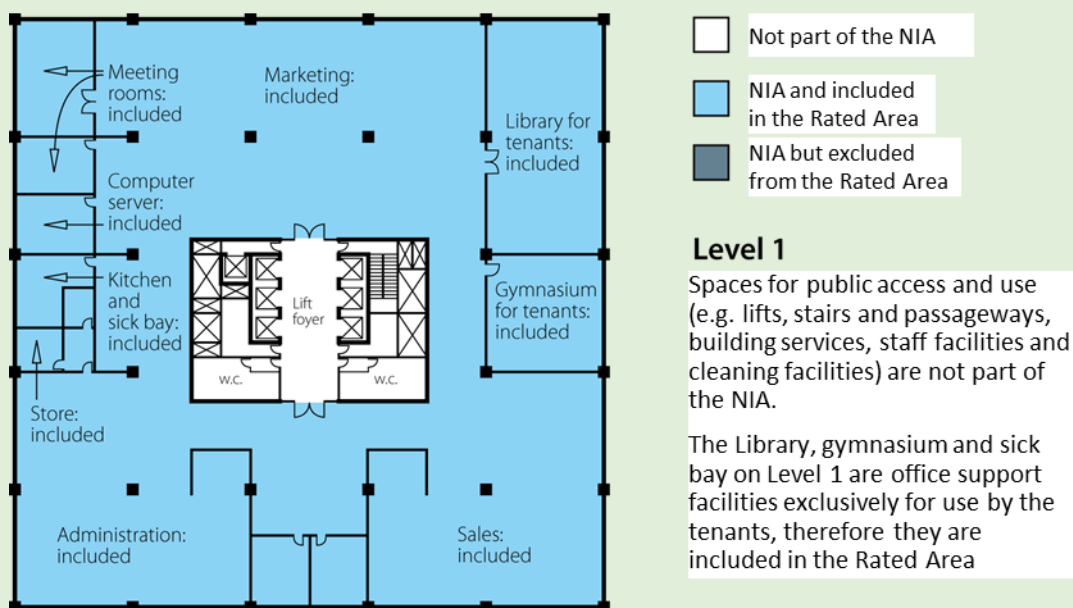 Meeting
rooms:
included
Marketing:
included
Library for
tenants:
included
Computer
server:
included
Kitchen
and
sick bay:
included
Lift
foyer
Gymnasium
for tenants:
included
w.c.
w.c.
Store:
included
Administration:
included
Sales:
included
Not part of the NIA
NIA and included
in the Rated Area
NIA but excluded
from the Rated Area
Level 1
Spaces for public access and use
(e.g. lifts, stairs and passageways,
building services, staff facilities and
cleaning facilities) are not part of
the NIA.
The Library, gymnasium and sick
bay on Level 1 are office support
facilities exclusively for use by the
tenants, therefore they are
included in the Rated Area